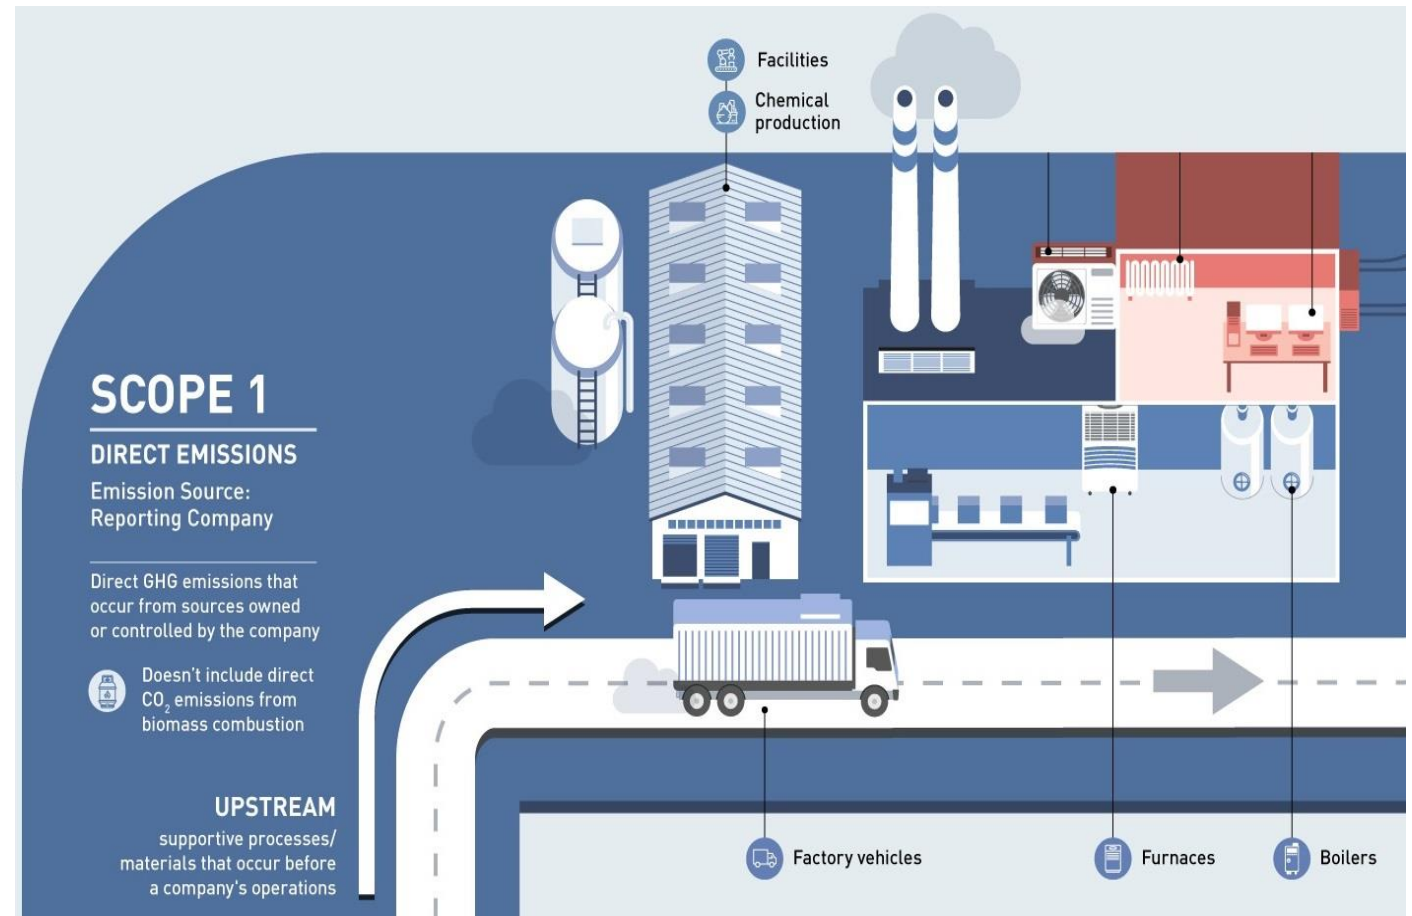 Facilities
Chemical
production
SCOPE 1
DIRECT EMISSIONS
Emission Source:
Reporting Company
Direct GHG emissions that
occur from sources owned
or controlled by the company
Doesn't include direct
CO₂ emissions from
biomass combustion
UPSTREAM
supportive processes/
materials that occur before
a company's operations
Factory vehicles
Furnaces
Boilers